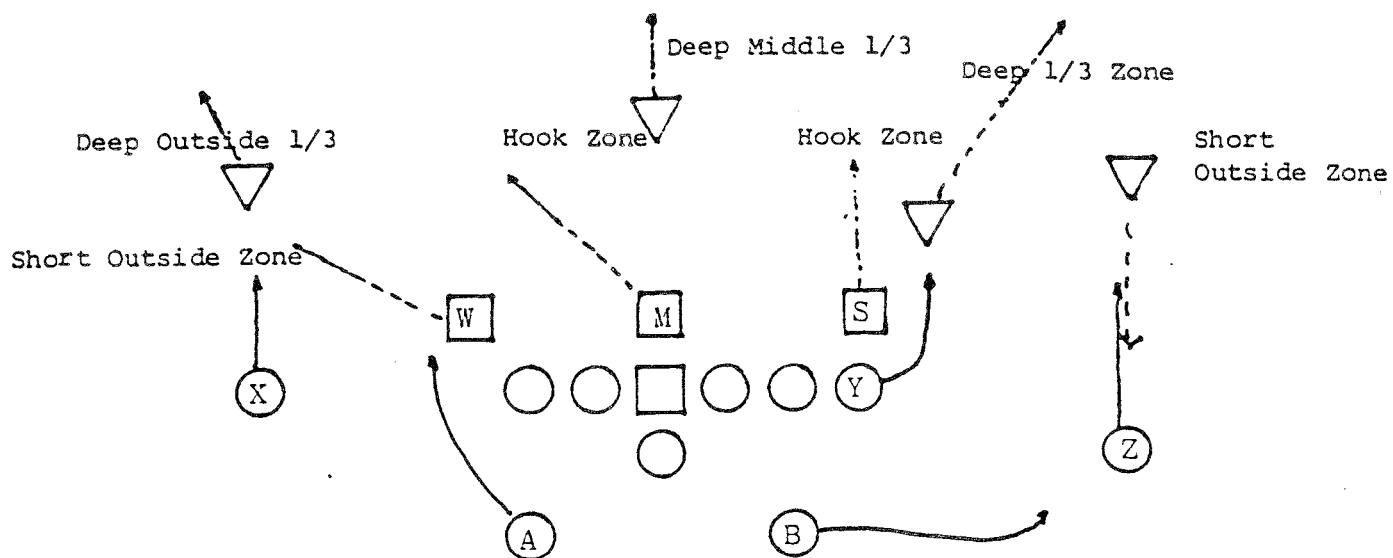 Deep Middle 1/3
Deep 1/3 Zone
Deep Outside 1/3
Hook Zone
Hook Zone
Short
Outside Zone
Short Outside Zone
W
M
S
X
Y
Z
A
B